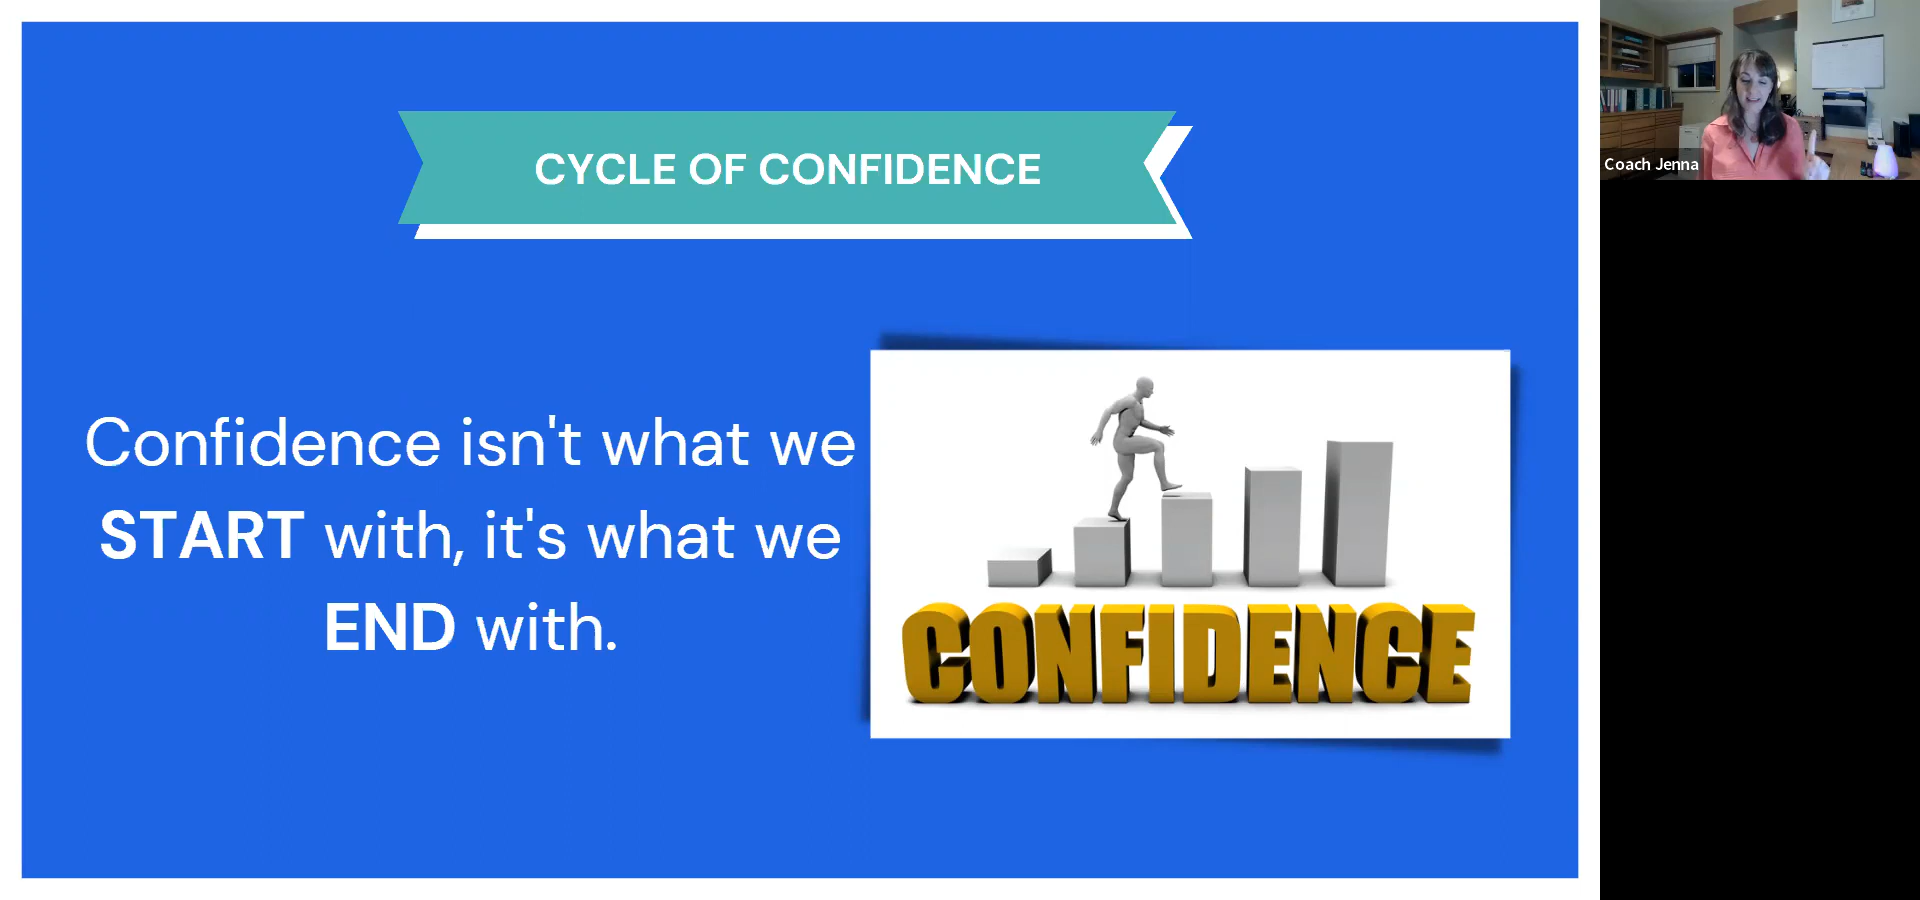 CYCLE OF CONFIDENCE
Confidence isn't what we
START with, it's what we
END with.
CONFIDENCE
Coach Jenna